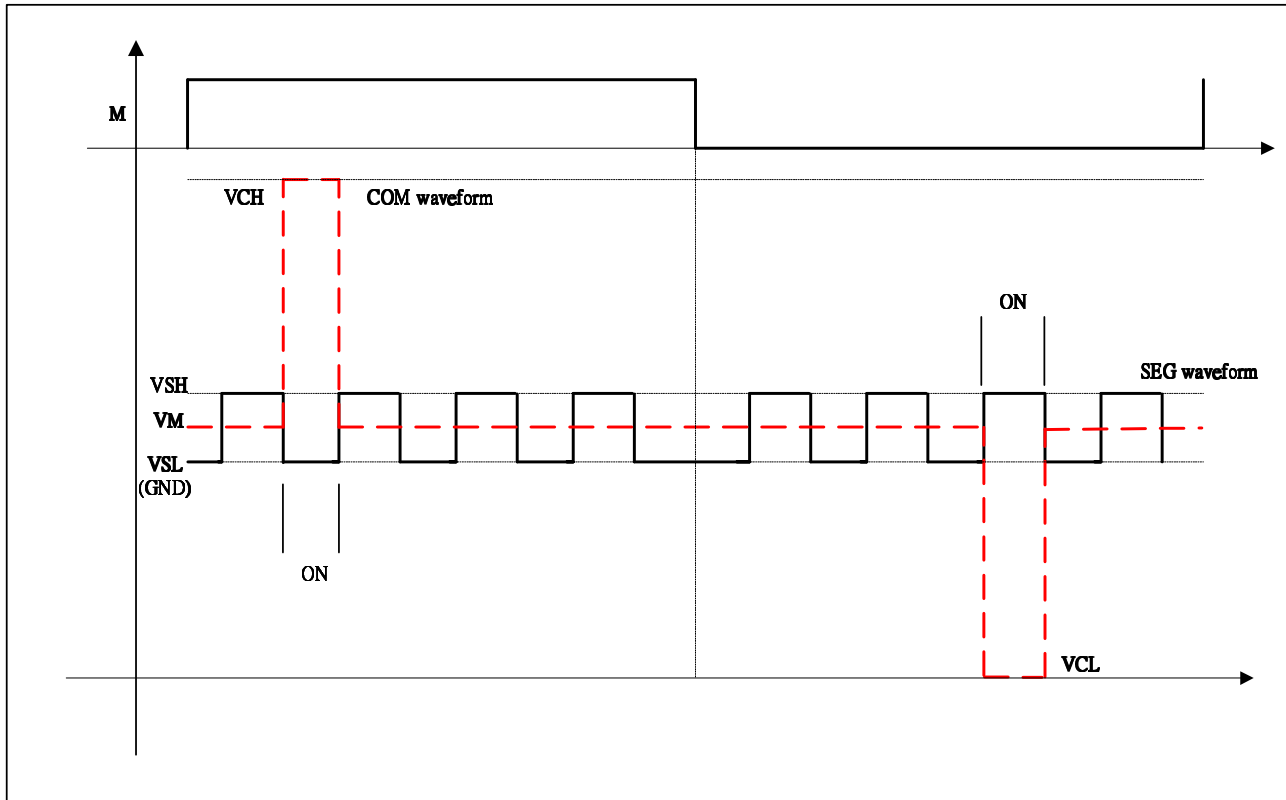 M
VCH
COM waveform
ON
VSH
SEG waveform
VM
VSL
(GND)
ON
VCL